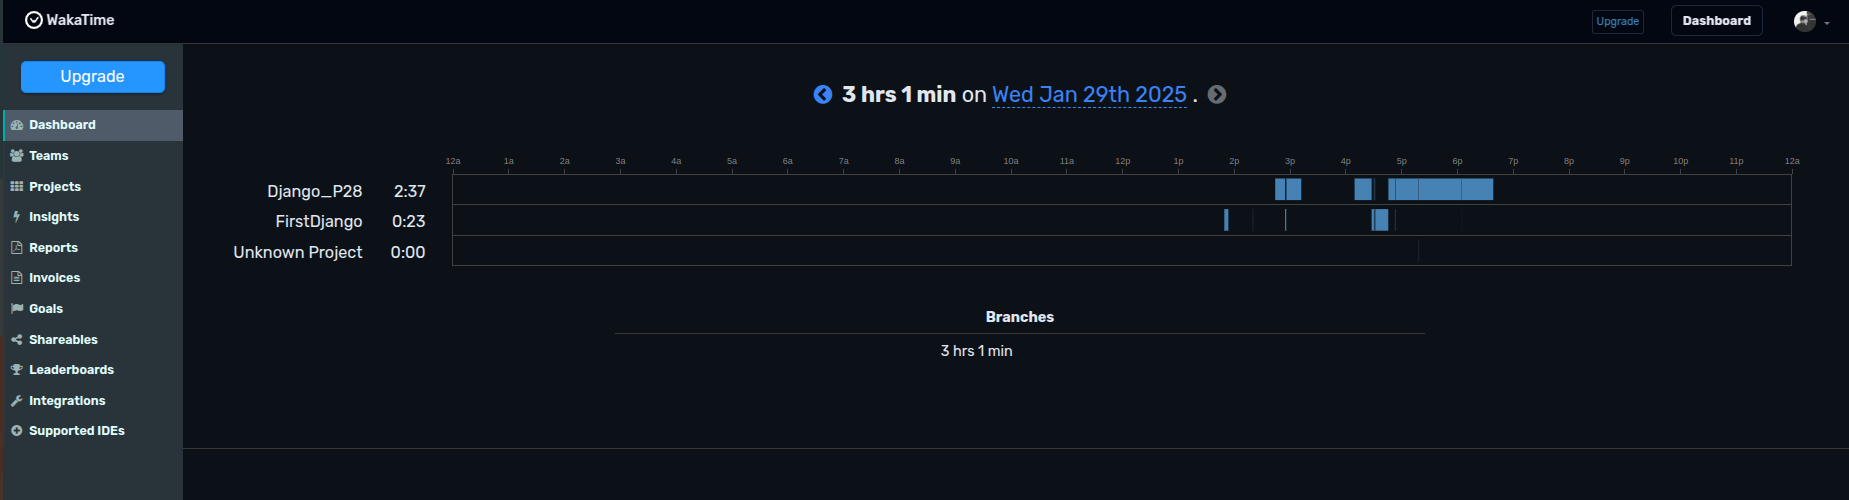 WakaTime
Upgrade
Dashboard
Upgrade
Dashboard
Teams
Projects
Insights
Reports
Invoices
Goals
Shareables
Leaderboards
Integrations
Supported IDEs
3 hrs 1 min on Wed Jan 29th 2025 .
12a 1a 2a 3a 4a 5a 6a 7a 8a 9a 10a 11a 12p 1p 2p 3p 4p 5p 6p 7p 8p 9p 10p 11p 12a
Django_P28 2:37
FirstDjango 0:23
Unknown Project 0:00
Branches
3 hrs 1 min